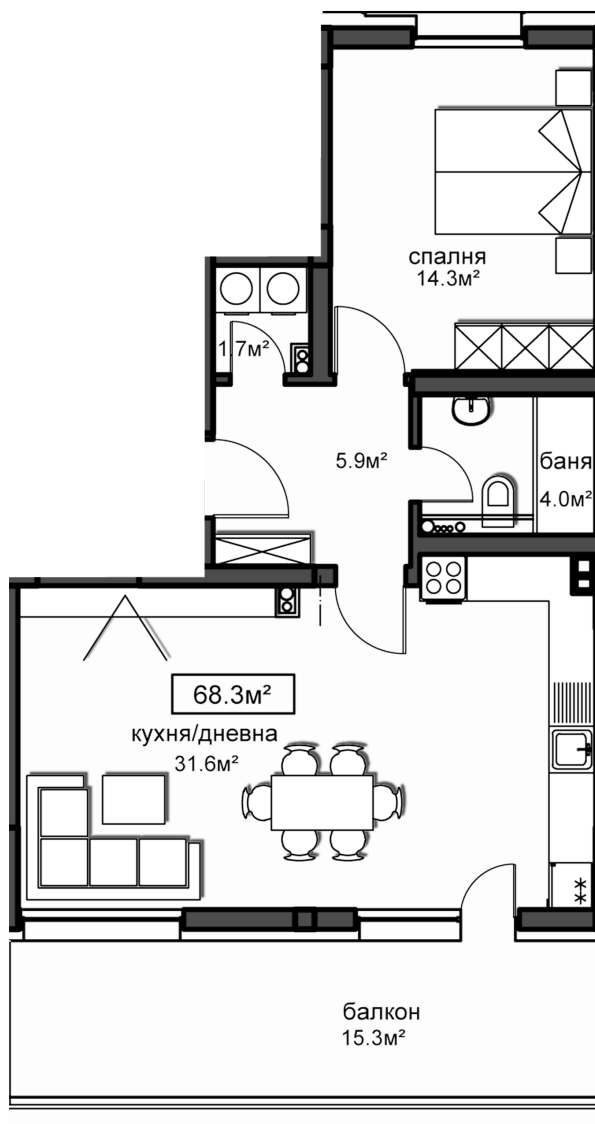 спалня
14.3м²
1.7м²
5.9м²
баня
4.0м²
68.3м²
кухня/дневна
31.6м²
**
балкон
15.3м²